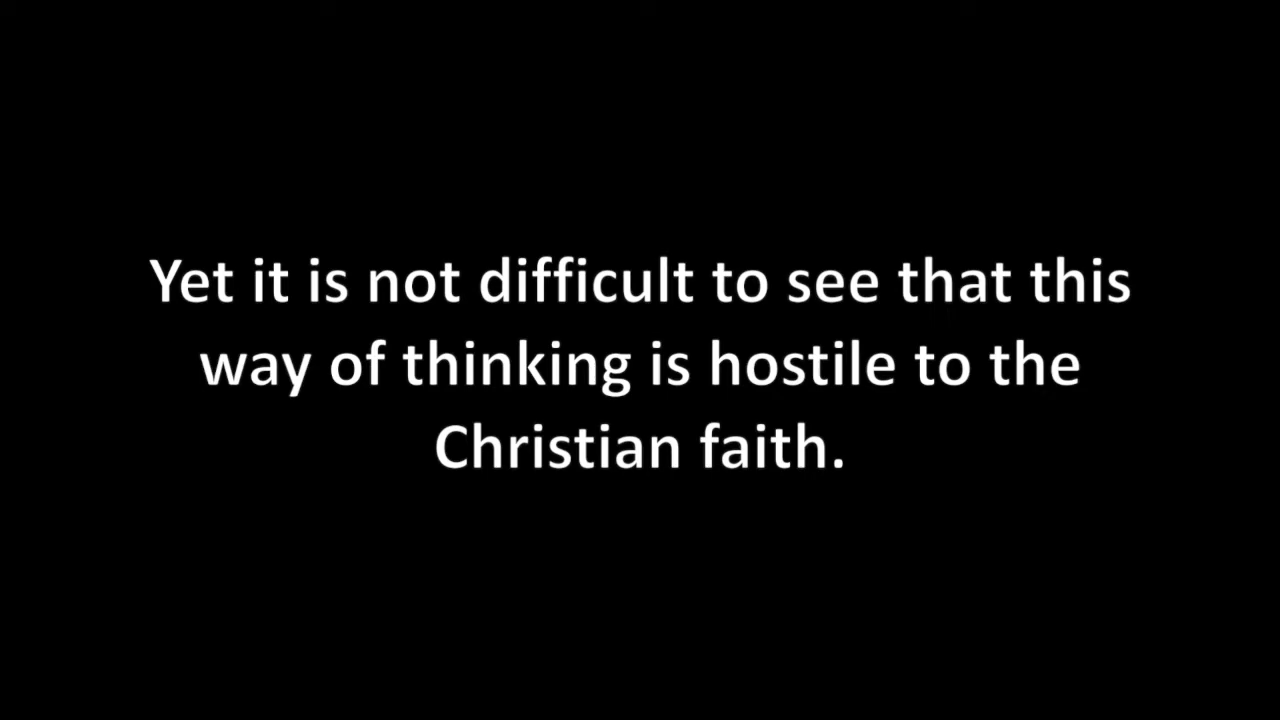 Yet it is not difficult to see that this
way of thinking is hostile to the
Christian faith.